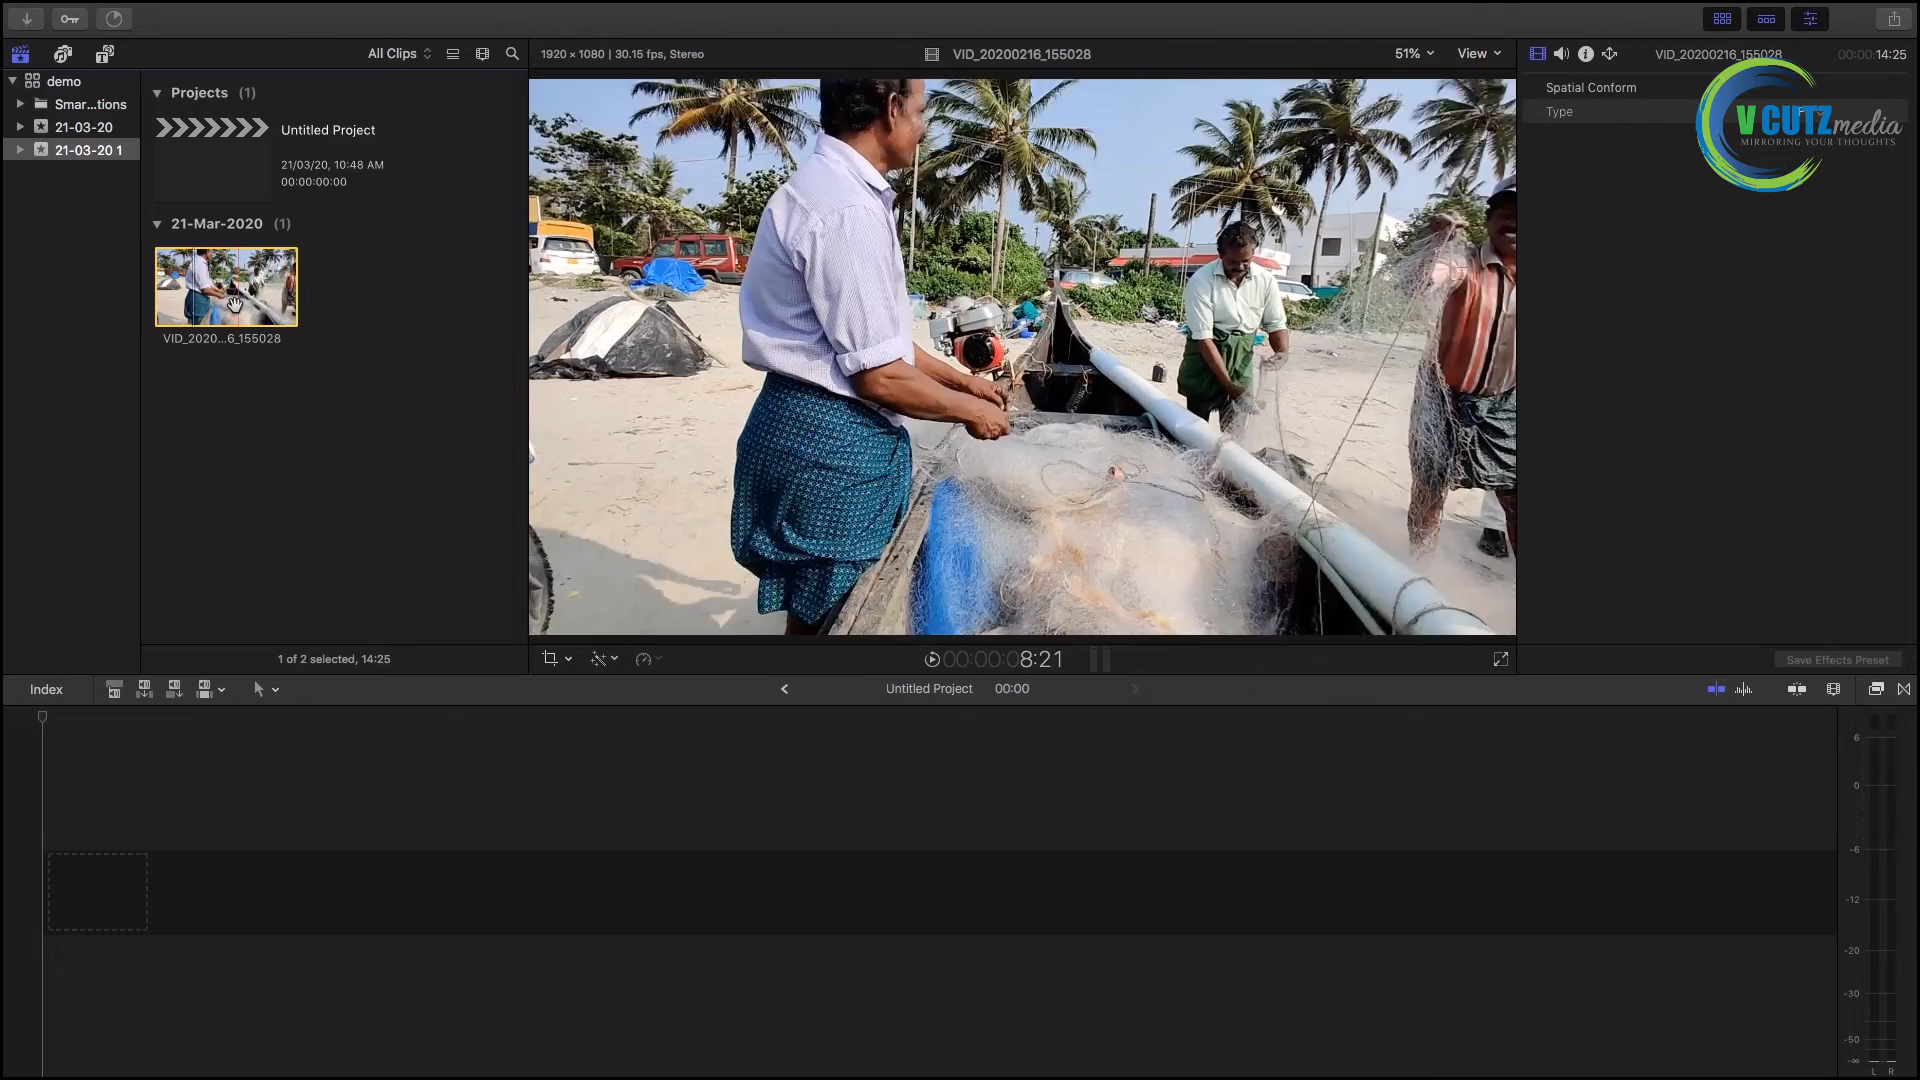 All Clips
1920 × 1080 | 30.15 fps, Stereo
VID_20200216_155028
51%
View
VID_20200216_155028
00:00:14:25
demo
Smar...tions
21-03-20
21-03-20 1
Projects (1)
Untitled Project
21/03/20, 10:48 AM
00:00:00:00
21-Mar-2020 (1)
VID_2020...6_155028
Spatial Conform
Type
V CUTZ media
MIRRORING YOUR THOUGHTS
1 of 2 selected, 14:25
00:00:08:21
Save Effects Preset
Index
Untitled Project
00:00
6
0
-6
-12
-20
-30
-50
-∞
L R